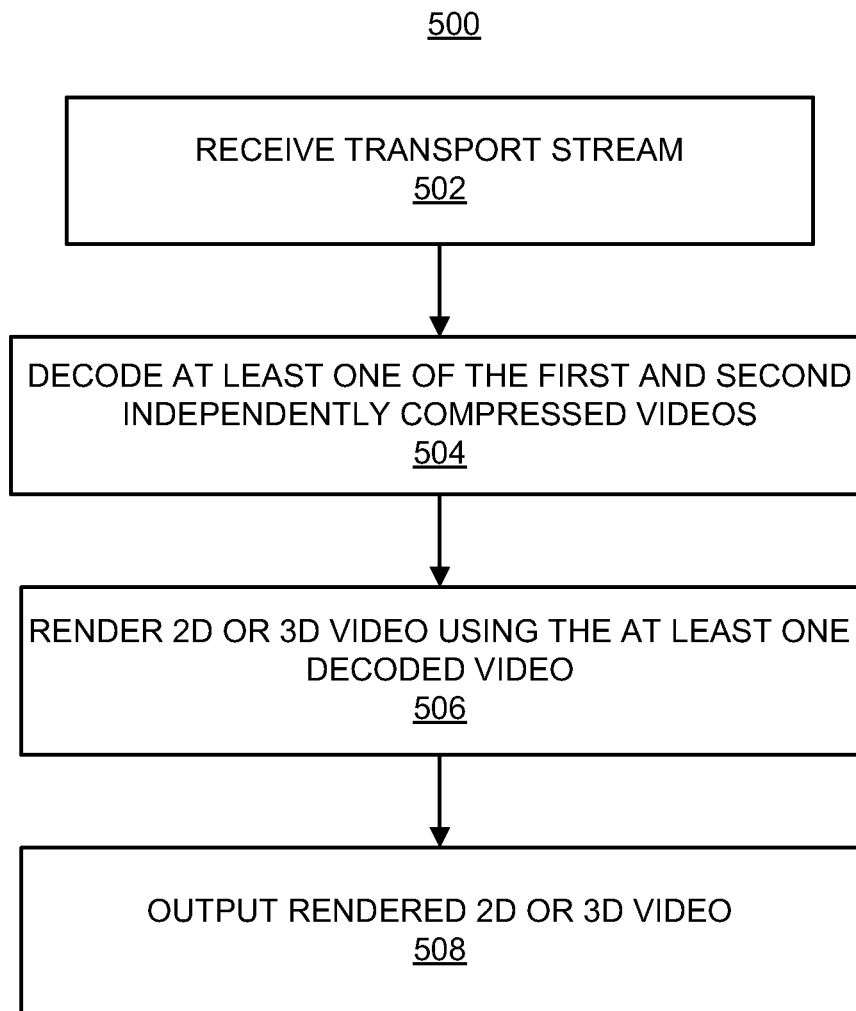 500
RECEIVE TRANSPORT STREAM
502
DECODE AT LEAST ONE OF THE FIRST AND SECOND
INDEPENDENTLY COMPRESSED VIDEOS
504
RENDER 2D OR 3D VIDEO USING THE AT LEAST ONE
DECODED VIDEO
506
OUTPUT RENDERED 2D OR 3D VIDEO
508